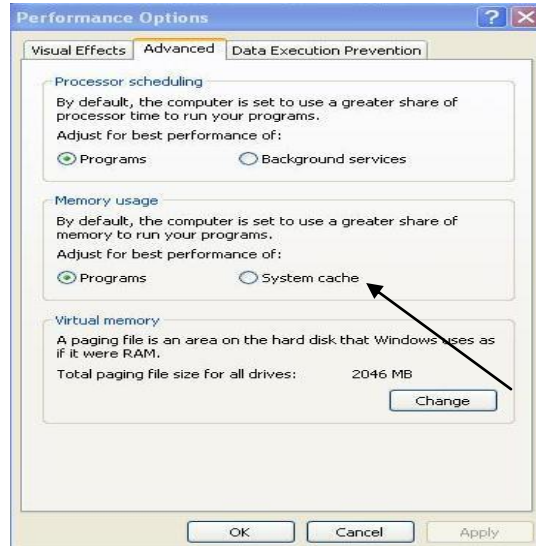 Performance Options
Visual Effects Advanced Data Execution Prevention
Processor scheduling
By default, the computer is set to use a greater share of
processor time to run your programs.
Adjust for best performance of:
Programs Background services
Memory usage
By default, the computer is set to use a greater share of
memory to run your programs.
Adjust for best performance of:
Programs System cache
Virtual memory
A paging file is an area on the hard disk that Windows uses as
if it were RAM.
Total paging file size for all drives: 2046 MB
Change
OK Cancel Apply